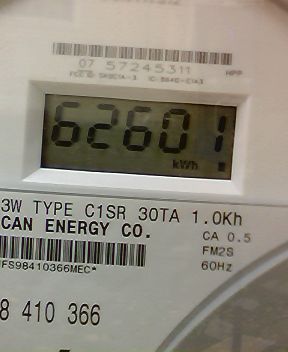 07 57245311 HPP
62601
kWh
3W TYPE C1SR 30TA 1.0Kh
CAN ENERGY CO.
CA 0.5
FM2S
FS98410366MEC*
60Hz
8 410 366